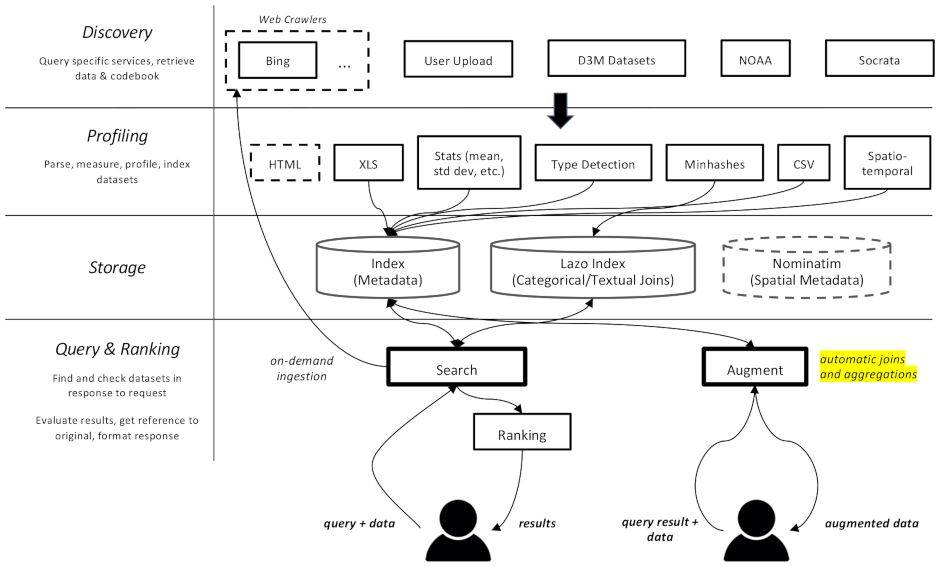 Discovery
Query specific services, retrieve
data & codebook
Web Crawlers
Bing
...
User Upload
D3M Datasets
NOAA
Socrata
Profiling
Parse, measure, profile, index
datasets
HTML
XLS
Stats (mean,
std dev, etc.)
Type Detection
Minhashes
CSV
Spatio-
temporal
Storage
Index
(Metadata)
Lazo Index
(Categorical/Textual Joins)
Nominatim
(Spatial Metadata)
Query & Ranking
Find and check datasets in
response to request
Evaluate results, get reference to
original, format response
on-demand
ingestion
Search
Augment
automatic joins
and aggregations
Ranking
query + data
results
query result +
data
augmented data